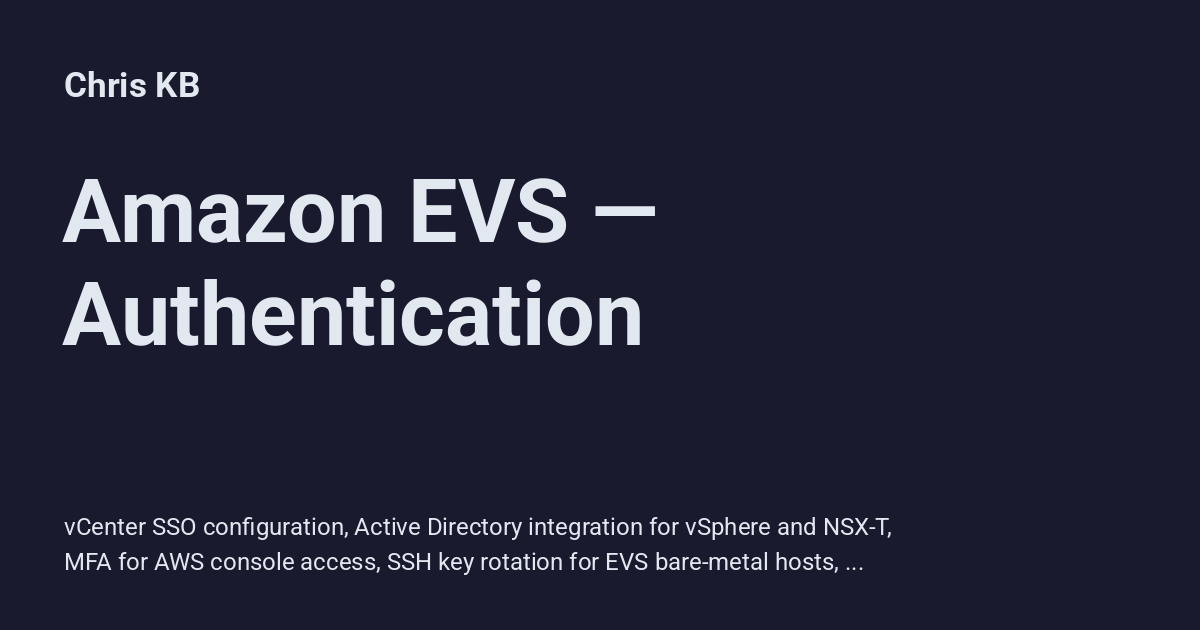 Chris KB
Amazon EVS —
Authentication
vCenter SSO configuration, Active Directory integration for vSphere and NSX-T,
MFA for AWS console access, SSH key rotation for EVS bare-metal hosts, ...